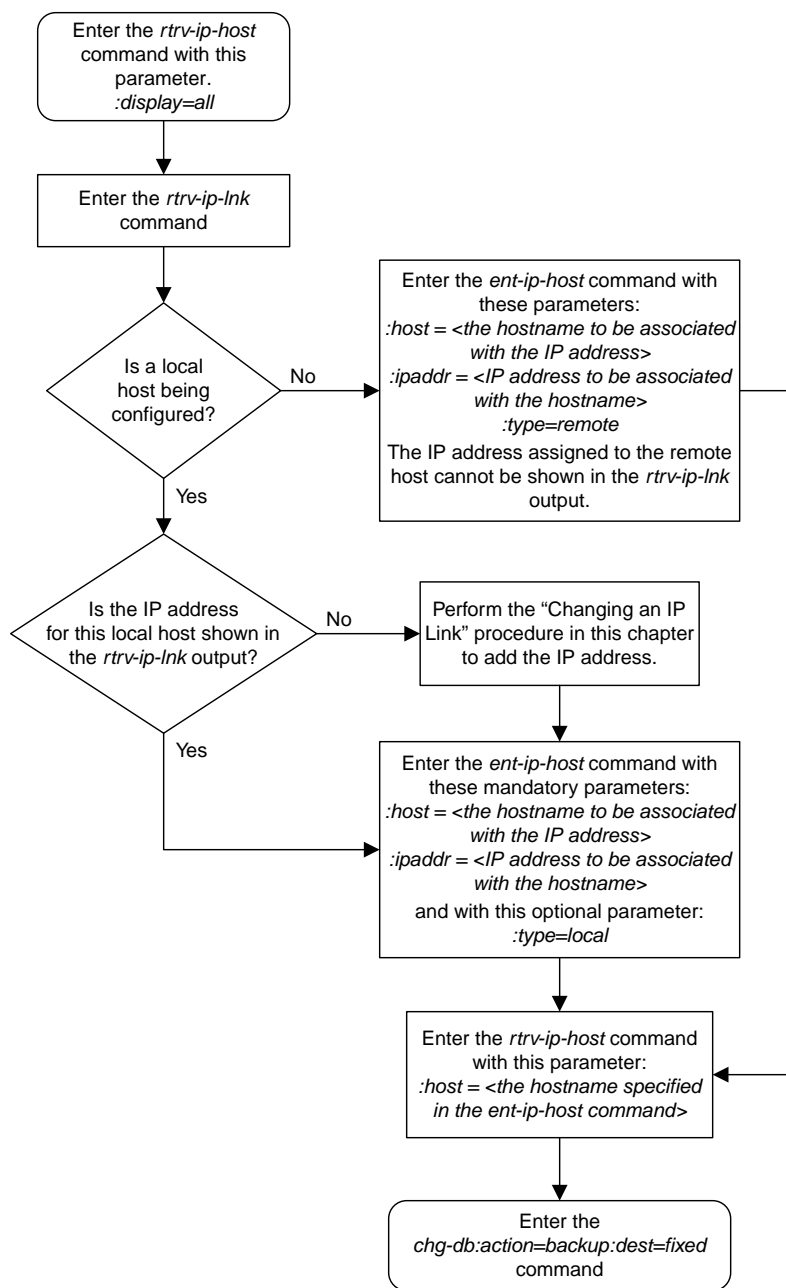 Enter the rtrv-ip-host
command with this
parameter.
:display=all
Enter the rtrv-ip-lnk
command
Is a local
host being
configured?
No
Yes
Enter the ent-ip-host command with
these parameters:
:host = <the hostname to be associated
with the IP address>
:ipaddr = <IP address to be associated
with the hostname>
:type=remote
The IP address assigned to the remote
host cannot be shown in the rtrv-ip-lnk
output.
Is the IP address
for this local host shown in
the rtrv-ip-lnk output?
No
Yes
Perform the “Changing an IP
Link” procedure in this chapter
to add the IP address.
Enter the ent-ip-host command with
these mandatory parameters:
:host = <the hostname to be associated
with the IP address>
:ipaddr = <IP address to be associated
with the hostname>
and with this optional parameter:
:type=local
Enter the rtrv-ip-host command
with this parameter:
:host = <the hostname specified
in the ent-ip-host command>
Enter the
chg-db:action=backup:dest=fixed
command